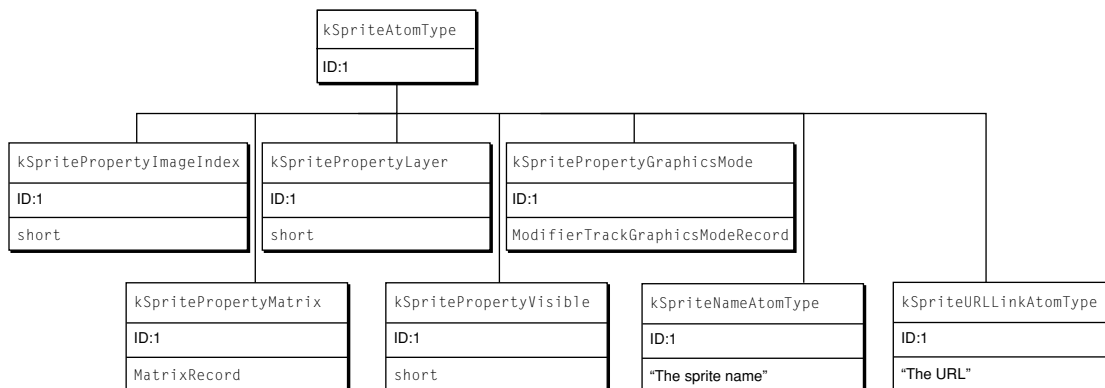 kSpriteAtomType
ID:1
kSpritePropertyImageIndex
ID:1
short
kSpritePropertyLayer
ID:1
short
kSpritePropertyGraphicsMode
ID:1
ModifierTrackGraphicsModeRecord
kSpritePropertyMatrix
ID:1
MatrixRecord
kSpritePropertyVisible
ID:1
short
kSpriteNameAtomType
ID:1
“The sprite name”
kSpriteURLLinkAtomType
ID:1
“The URL”